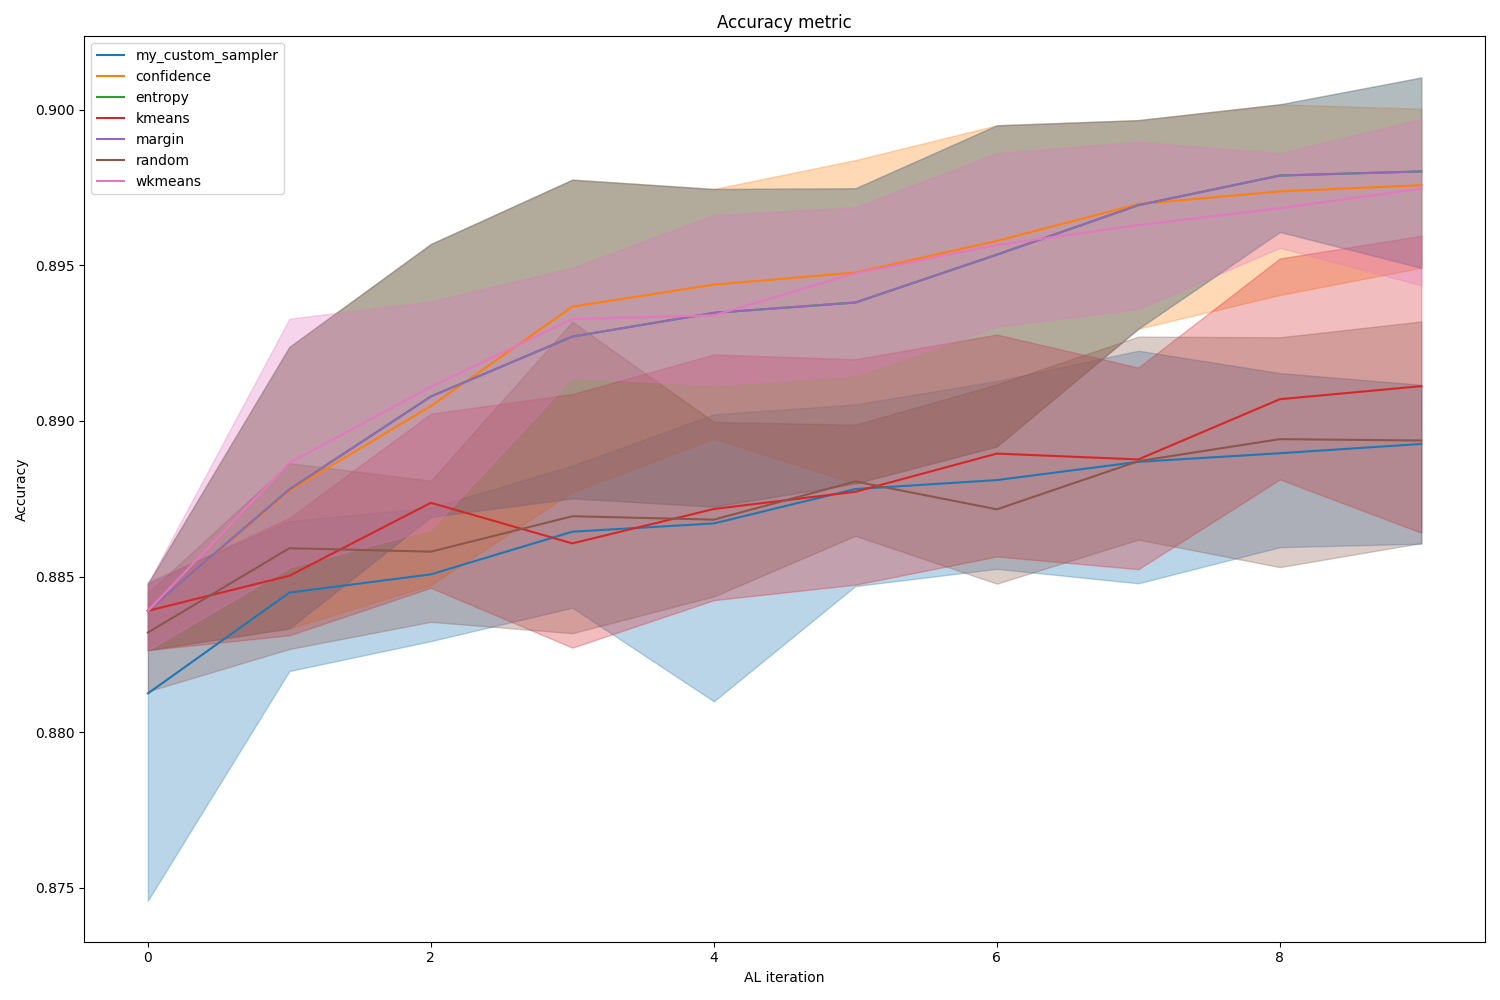 Accuracy metric
my_custom_sampler
confidence
entropy
kmeans
margin
random
wkmeans
0.900
0.895
0.890
0.885
0.880
0.875
Accuracy
0 2 4 6 8
AL iteration